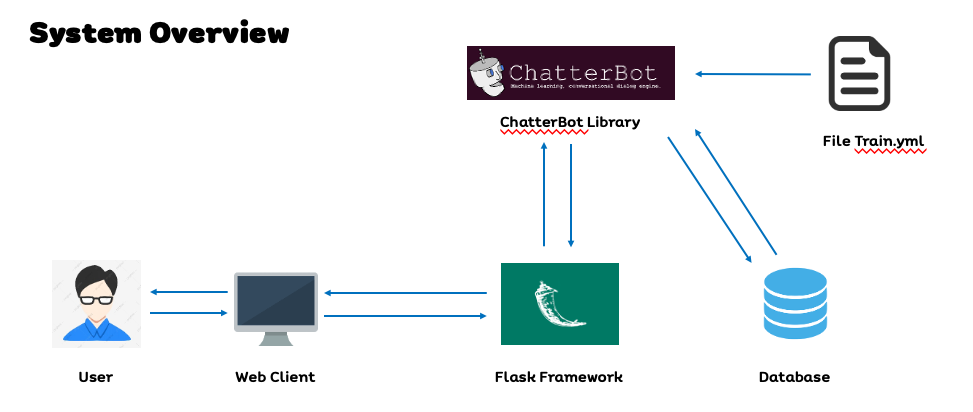 System Overview
ChatterBot
Machine learning, conversational dialog engine.
ChatterBot Library
File Train.yml
User
Web Client
Flask Framework
Database